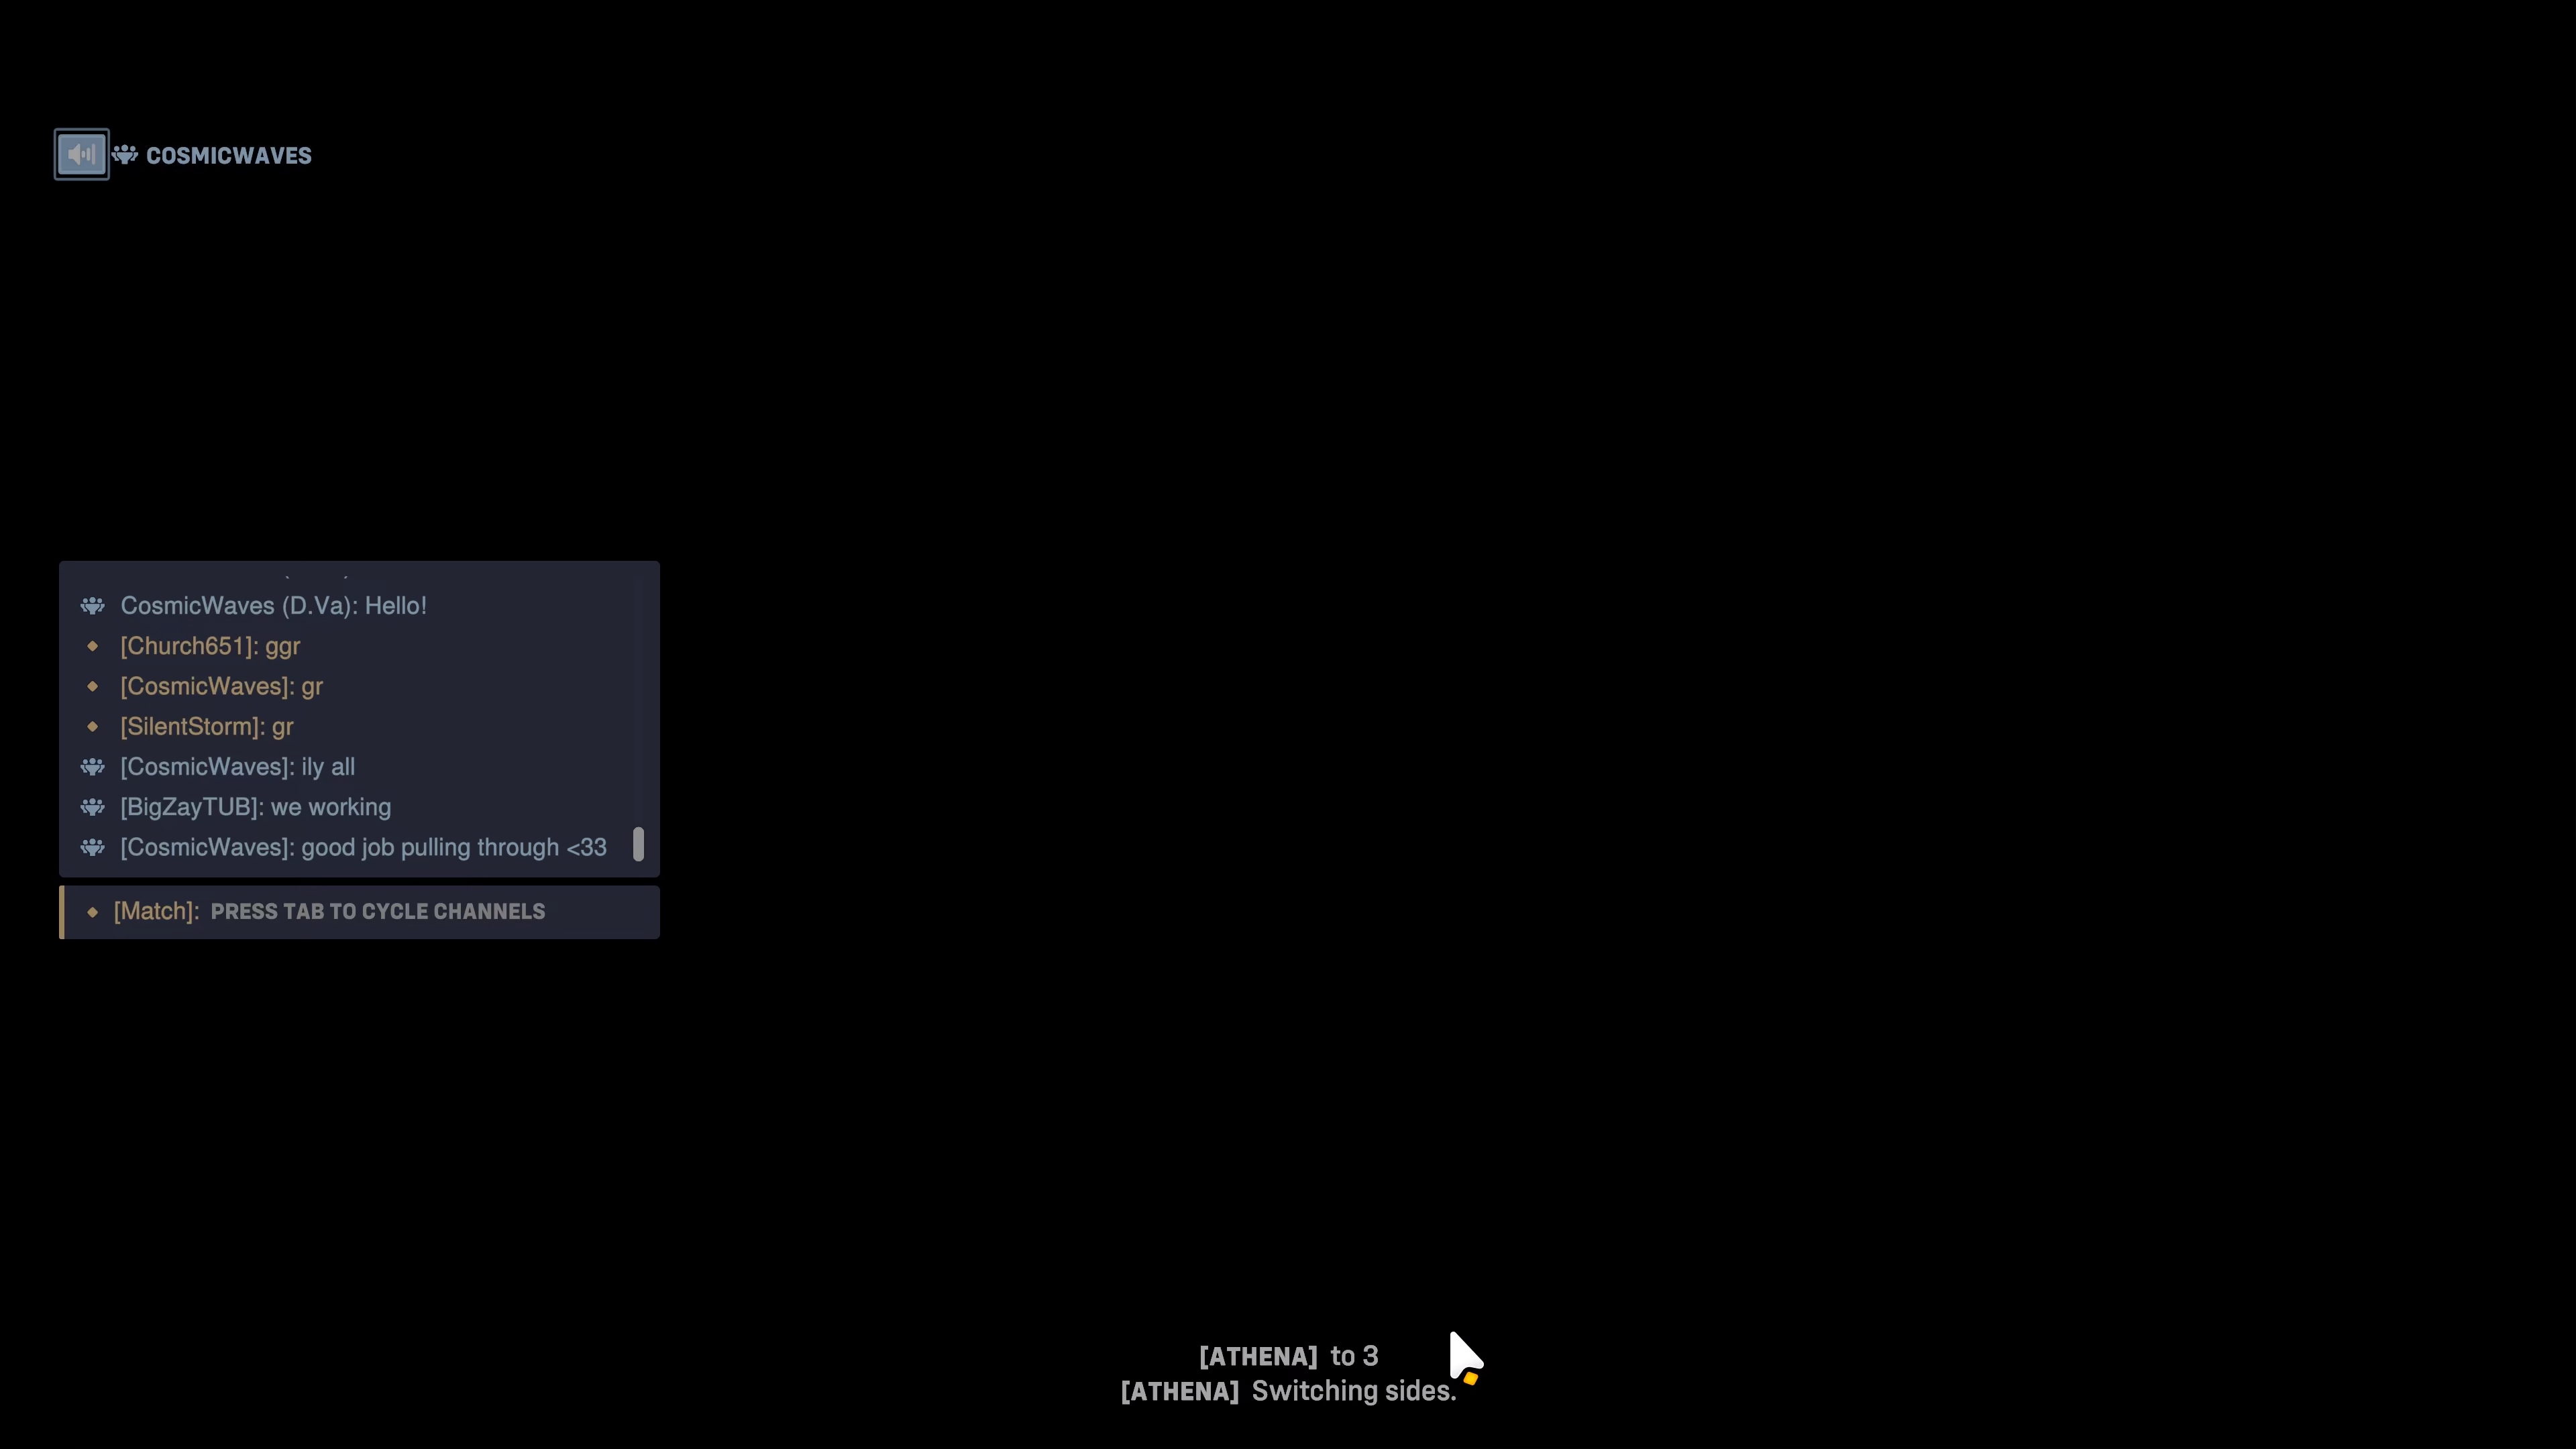 COSMICWAVES
CosmicWaves (D.Va): Hello!
[Church651]: ggr
[CosmicWaves]: gr
[SilentStorm]: gr
[CosmicWaves]: ily all
[BigZayTUB]: we working
[CosmicWaves]: good job pulling through <33
[Match]: PRESS TAB TO CYCLE CHANNELS
[ATHENA] to 3
[ATHENA] Switching sides.